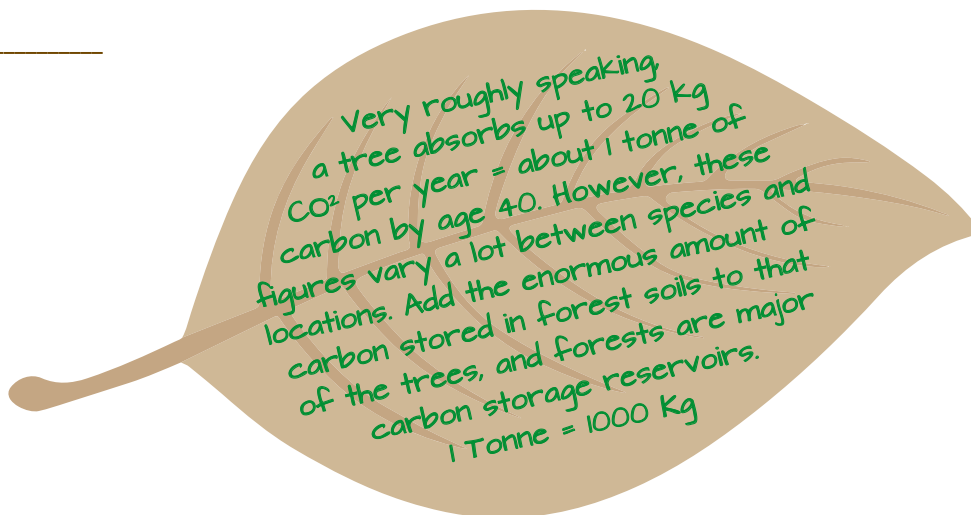 Very roughly speaking,
a tree absorbs up to 20 kg
CO² per year = about 1 tonne of
carbon by age 40. However, these
figures vary a lot between species and
locations. Add the enormous amount of
carbon stored in forest soils to that
of the trees, and forests are major
carbon storage reservoirs.
1 Tonne = 1000 Kg